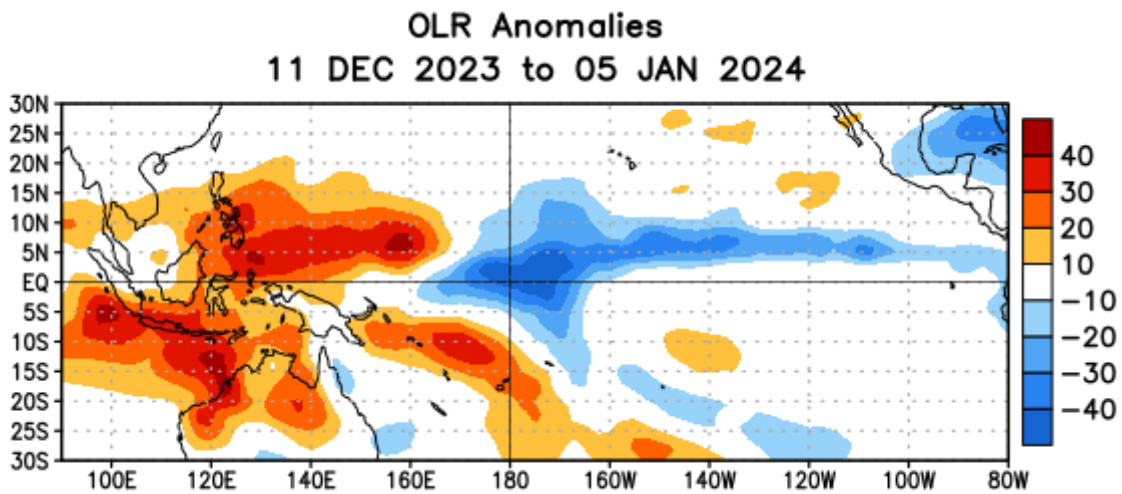 OLR Anomalies
11 DEC 2023 to 05 JAN 2024
30N
25N
20N
15N
10N
5N
EQ
5S
10S
15S
20S
25S
30S
100E 120E 140E 160E 180 160W 140W 120W 100W 80W
40
30
20
10
-10
-20
-30
-40